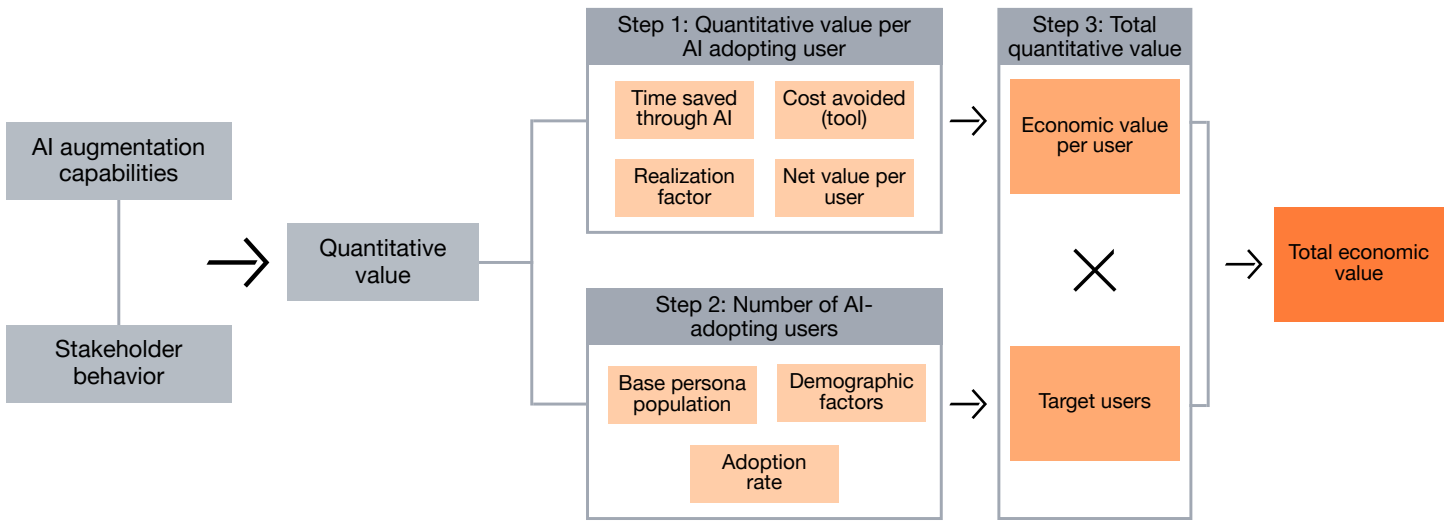 AI augmentation
capabilities
Stakeholder
behavior
Quantitative
value
Step 1: Quantitative value per
AI adopting user
Time saved
through AI
Cost avoided
(tool)
Realization
factor
Net value per
user
Step 2: Number of AI-
adopting users
Base persona
population
Demographic
factors
Adoption
rate
Step 3: Total
quantitative value
Economic value
per user
Target users
Total economic
value